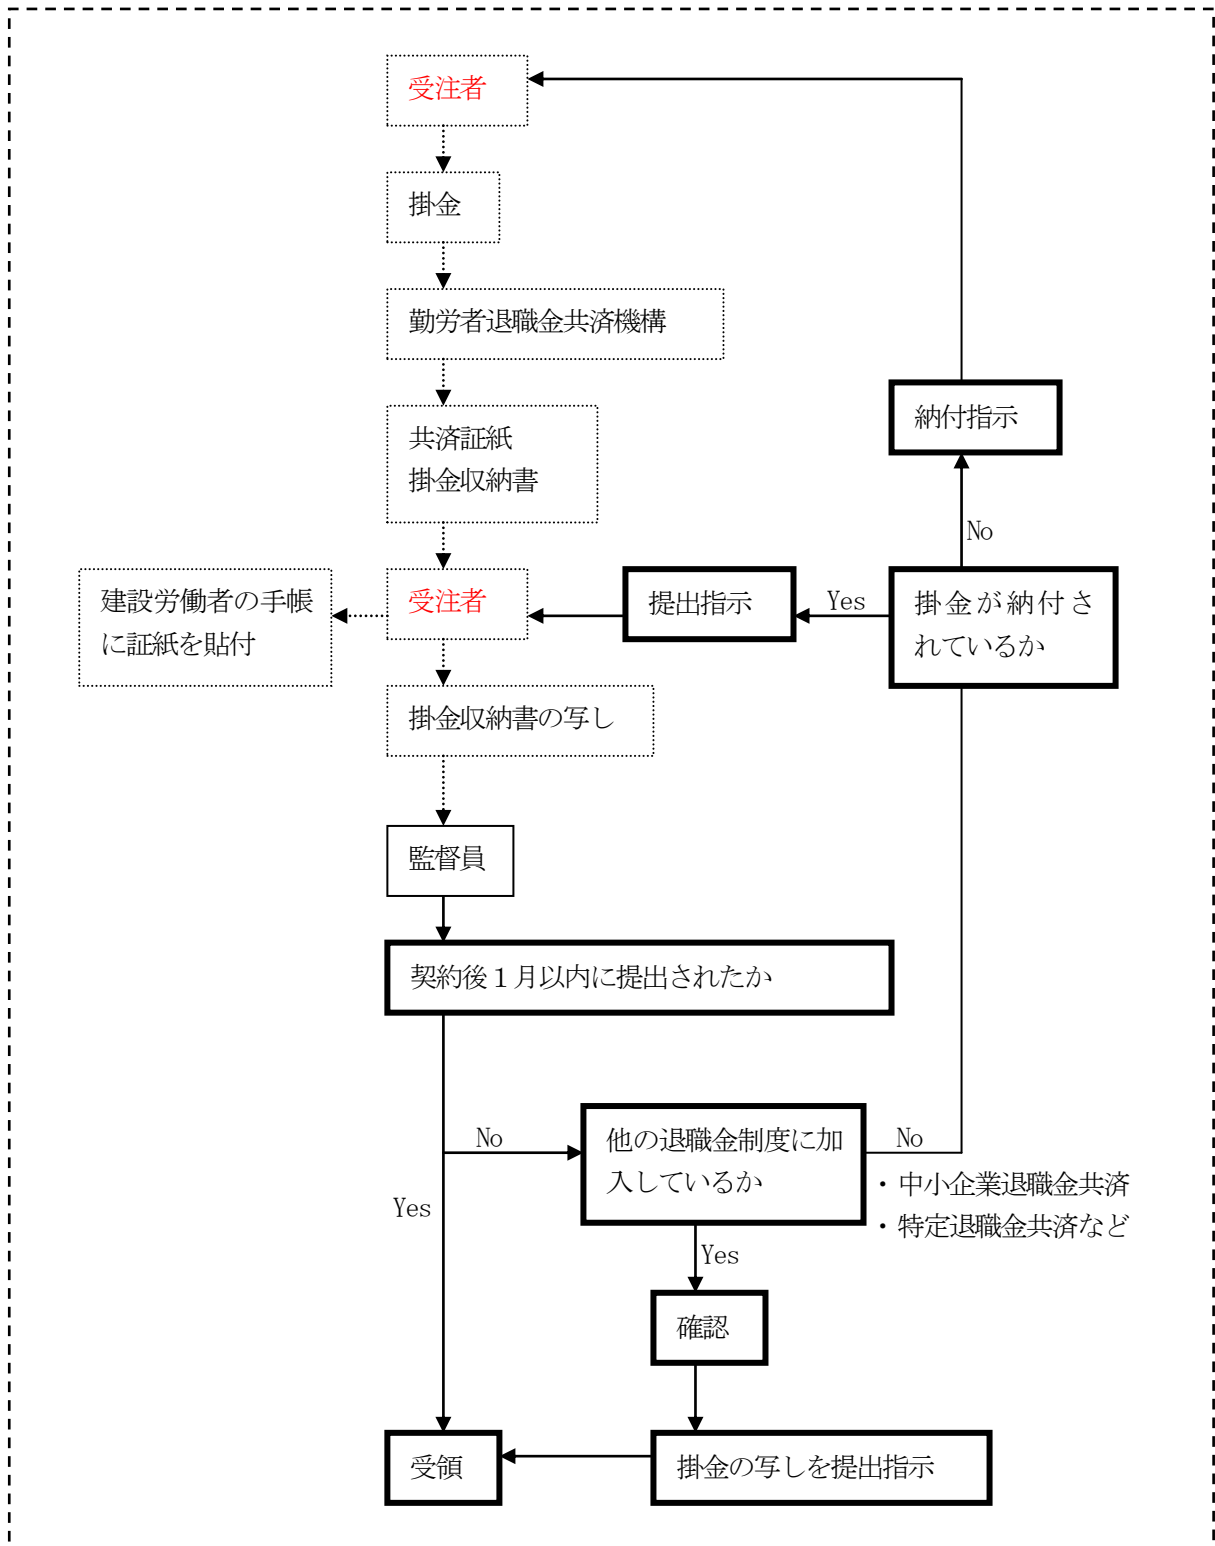 受注者
掛金
勤労者退職金共済機構
共済証紙
掛金収納書
納付指示
No
建設労働者の手帳
に証紙を貼付
受注者
提出指示
Yes
掛金が納付さ
れているか
掛金収納書の写し
監督員
契約後1月以内に提出されたか
No
他の退職金制度に加
入しているか
No
・中小企業退職金共済
・特定退職金共済など
Yes
Yes
確認
受領
掛金の写しを提出指示